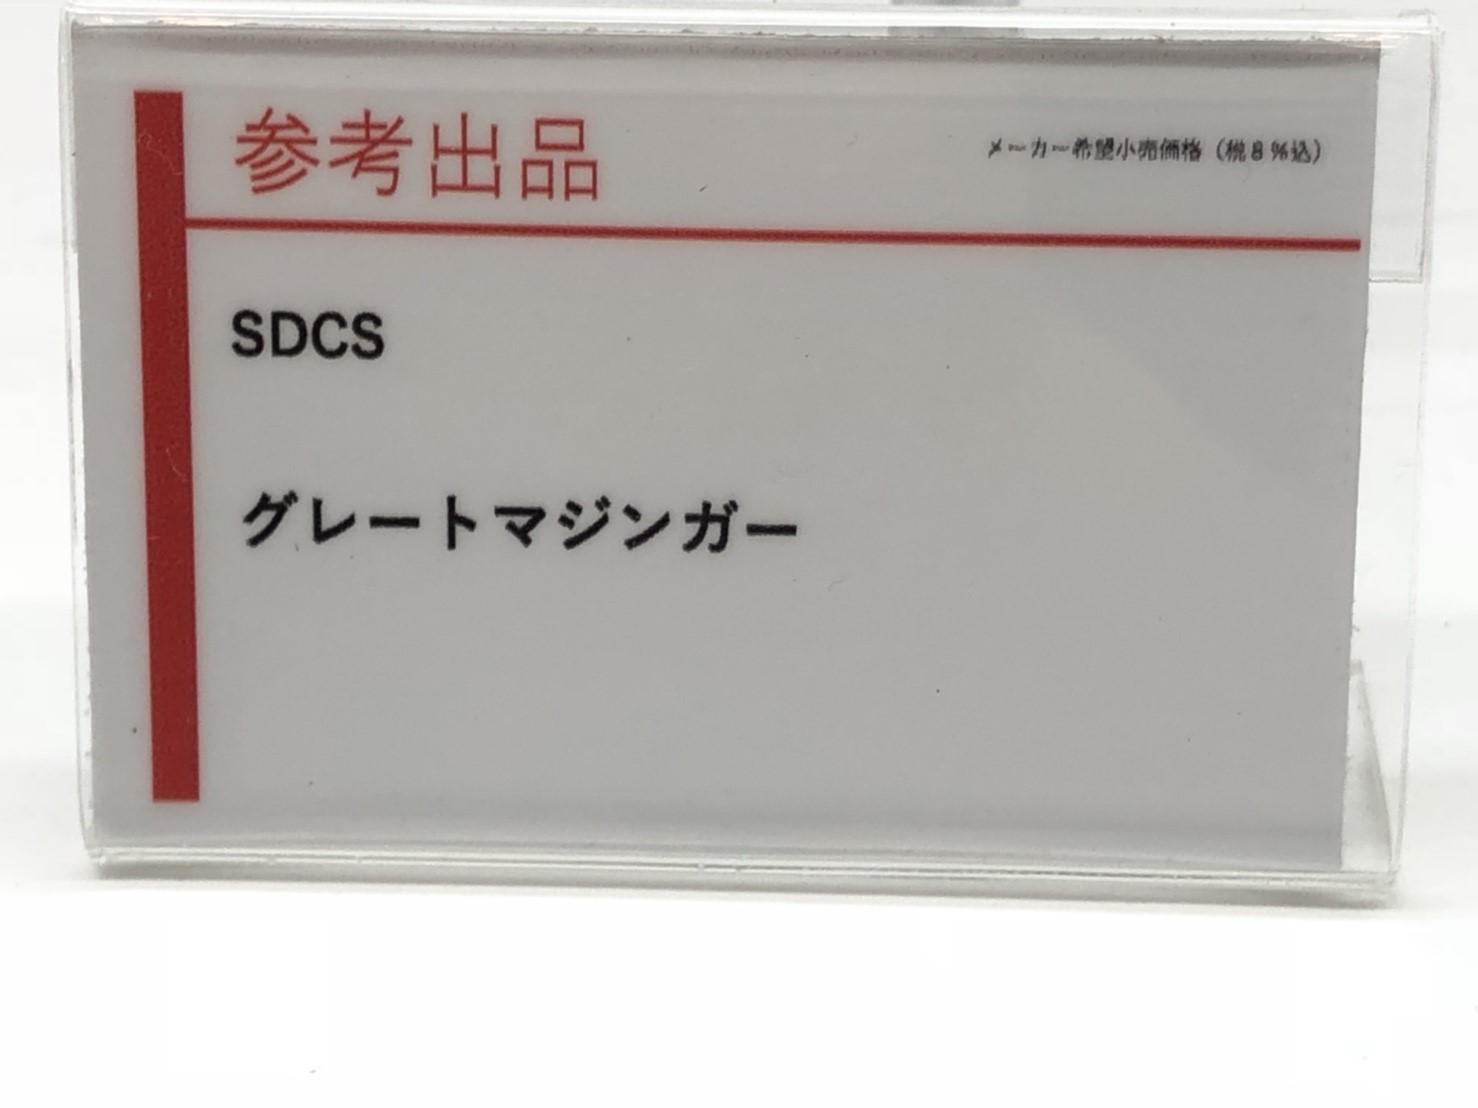 参考出品
メーカー希望小売価格（税８％込）
SDCS
グレートマジンガー